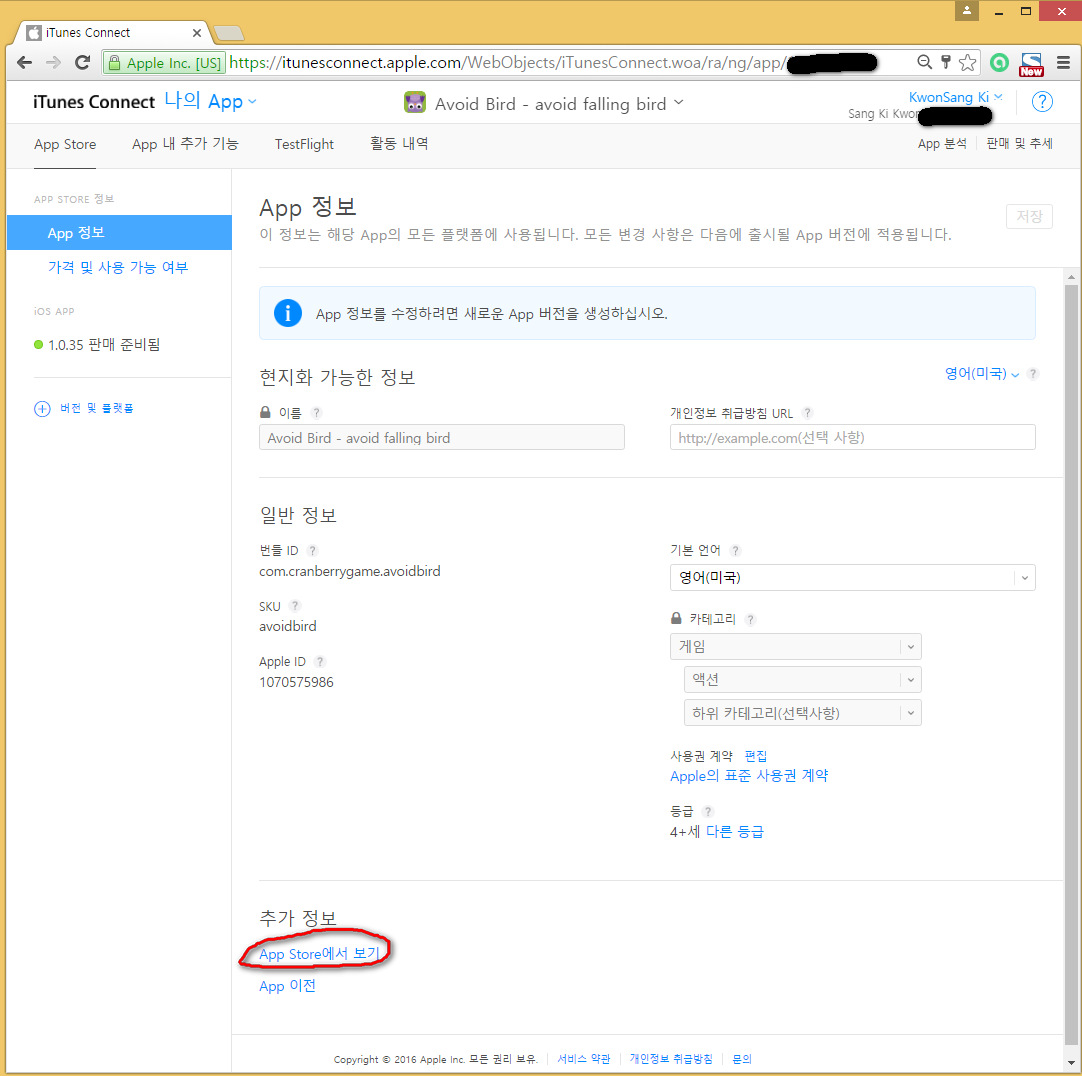 iTunes Connect
Apple Inc. [US] https://itunesconnect.apple.com/WebObjects/iTunesConnect.woa/ra/ng/app/
New
iTunes Connect 나의 App
Avoid Bird - avoid falling bird
KwonSang Ki
Sang Ki Kwon
?
App Store
App 내 추가 기능
TestFlight
활동 내역
App 분석
판매 및 추세
APP STORE 정보
App 정보
가격 및 사용 가능 여부
iOS APP
1.0.35 판매 준비됨
버전 및 플랫폼
App 정보
저장
이 정보는 해당 App의 모든 플랫폼에 사용됩니다. 모든 변경 사항은 다음에 출시될 App 버전에 적용됩니다.
App 정보를 수정하려면 새로운 App 버전을 생성하십시오.
현지화 가능한 정보
영어(미국) ?
이름 ?
Avoid Bird - avoid falling bird
개인정보 취급방침 URL ?
http://example.com(선택 사항)
일반 정보
번들 ID ?
com.cranberrygame.avoidbird
SKU ?
avoidbird
Apple ID ?
1070575986
기본 언어 ?
영어(미국)
카테고리 ?
게임
액션
하위 카테고리(선택사항)
사용권 계약 편집
Apple의 표준 사용권 계약
등급 ?
4+세 다른 등급
추가 정보
App Store에서 보기
App 이전
Copyright © 2016 Apple Inc. 모든 권리 보유. 서비스 약관 개인정보 취급방침 문의